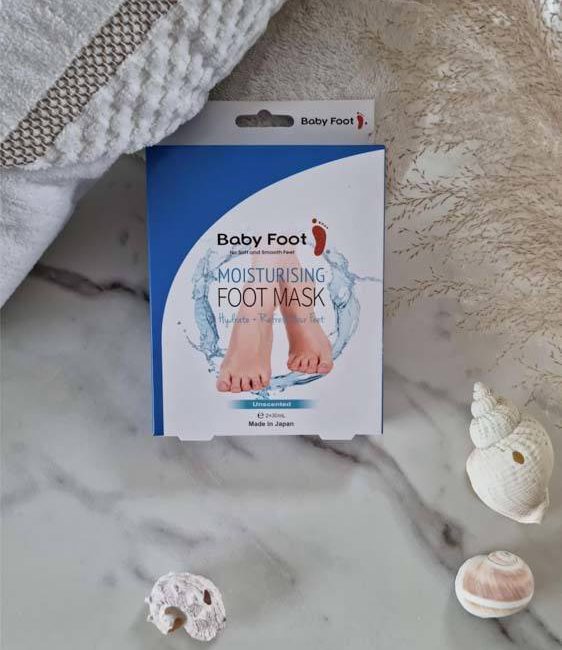 Baby Foot
Baby Foot
for Soft and Smooth Feet
MOISTURISING
FOOT MASK
Hydrate + Refresh Your Feet
Unscented
℮ 2×30mL
Made in Japan